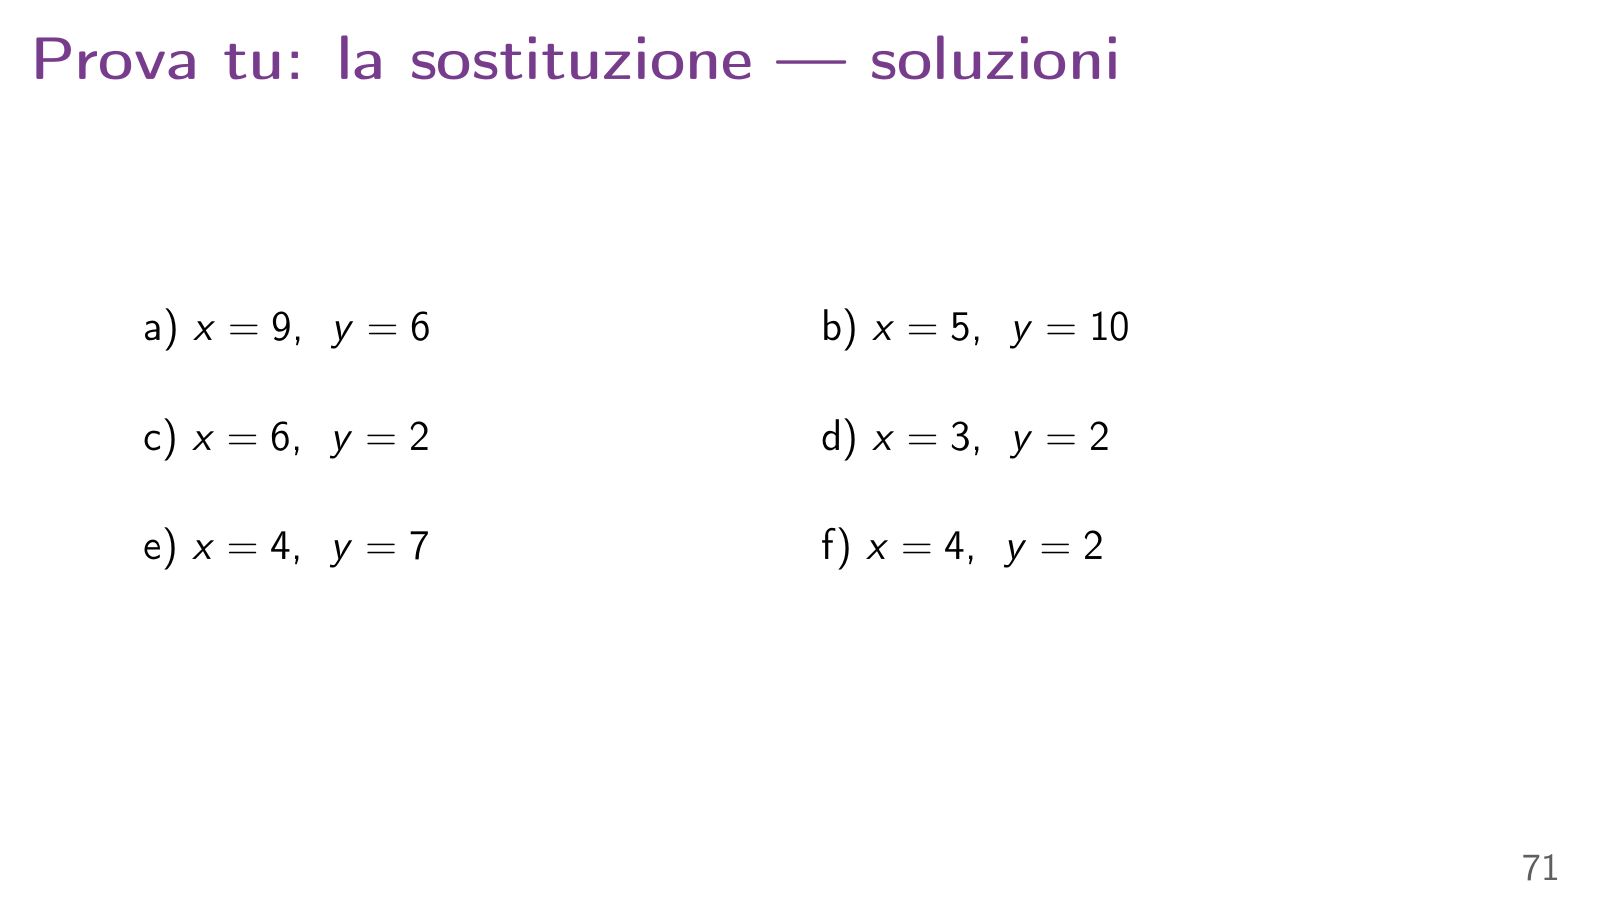 Prova tu: la sostituzione — soluzioni
a) x = 9, y = 6
b) x = 5, y = 10
c) x = 6, y = 2
d) x = 3, y = 2
e) x = 4, y = 7
f) x = 4, y = 2
71